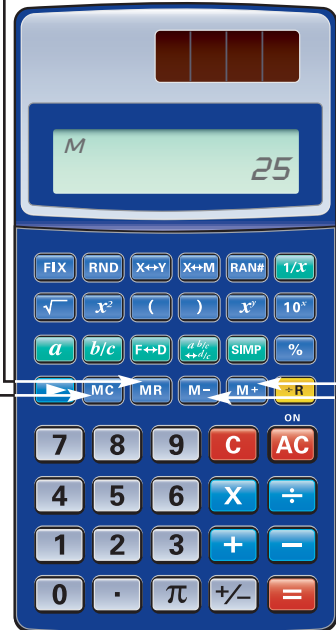 M
25
FIX RND X↔Y X↔M RAN# 1/x
√ x² ( ) xʸ 10ˣ
a b/c F↔D a b/c ↔ d/c SIMP %
▶ MC MR M- M+ ÷R
ON
7 8 9 C AC
4 5 6 X ÷
1 2 3 + −
0 . π +/− =